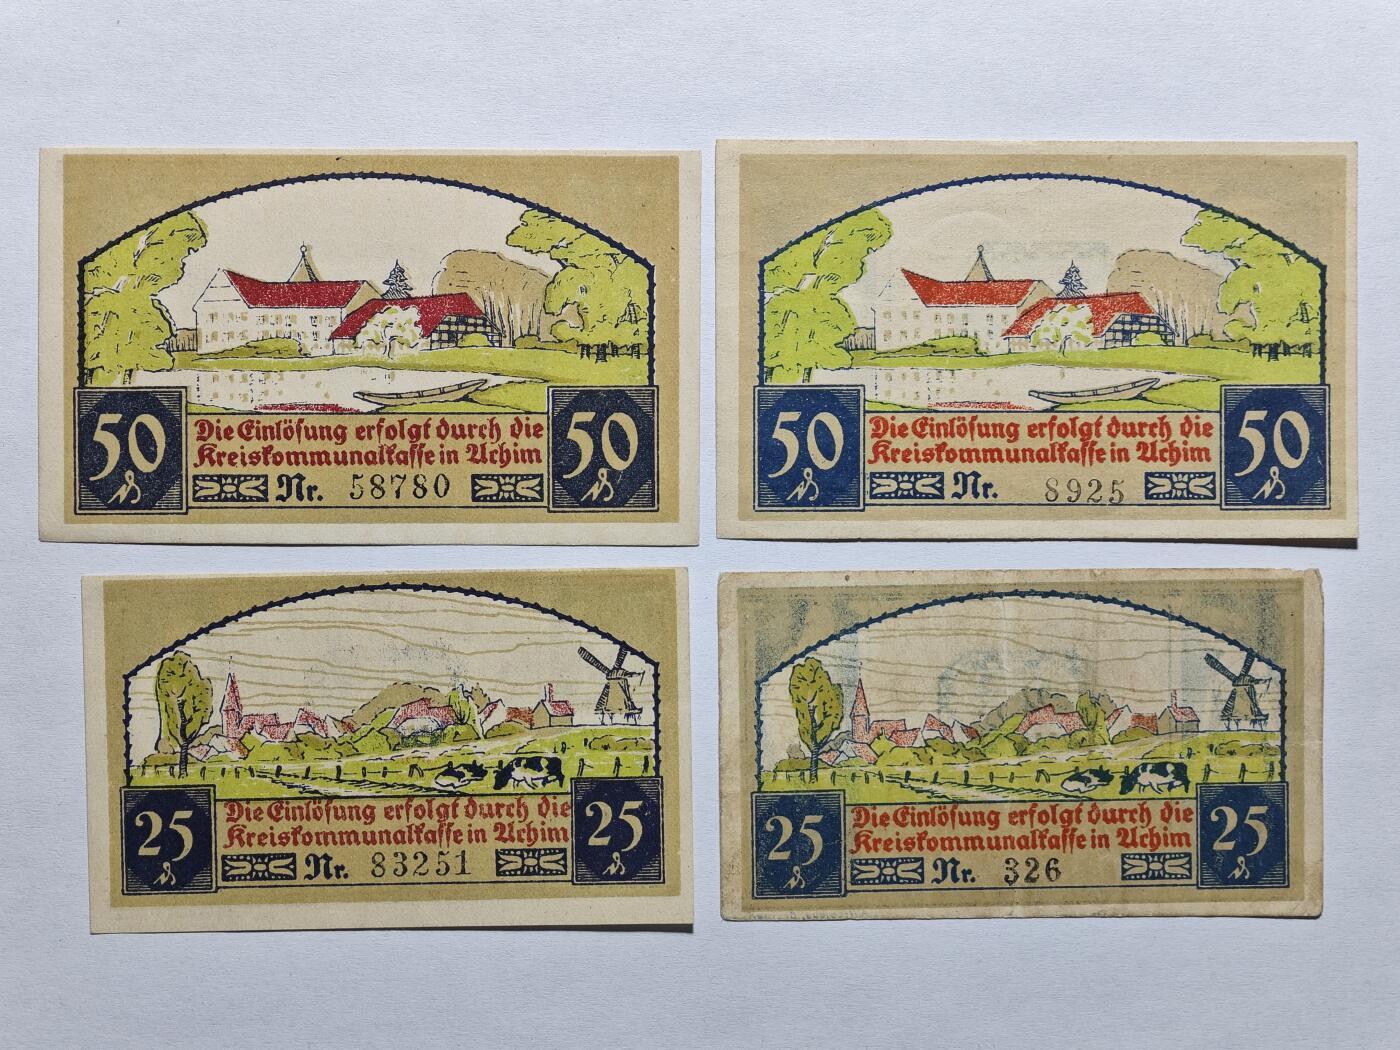 50 Die Einlösung erfolgt durch die 50
Kreiskommunalkasse in Achim
₰ Nr. 58780 ₰
50 Die Einlösung erfolgt durch die 50
Kreiskommunalkasse in Achim
₰ Nr. 8925 ₰
25 Die Einlösung erfolgt durch die 25
Kreiskommunalkasse in Achim
₰ Nr. 83251 ₰
25 Die Einlösung erfolgt durch die 25
Kreiskommunalkasse in Achim
₰ Nr. 326 ₰